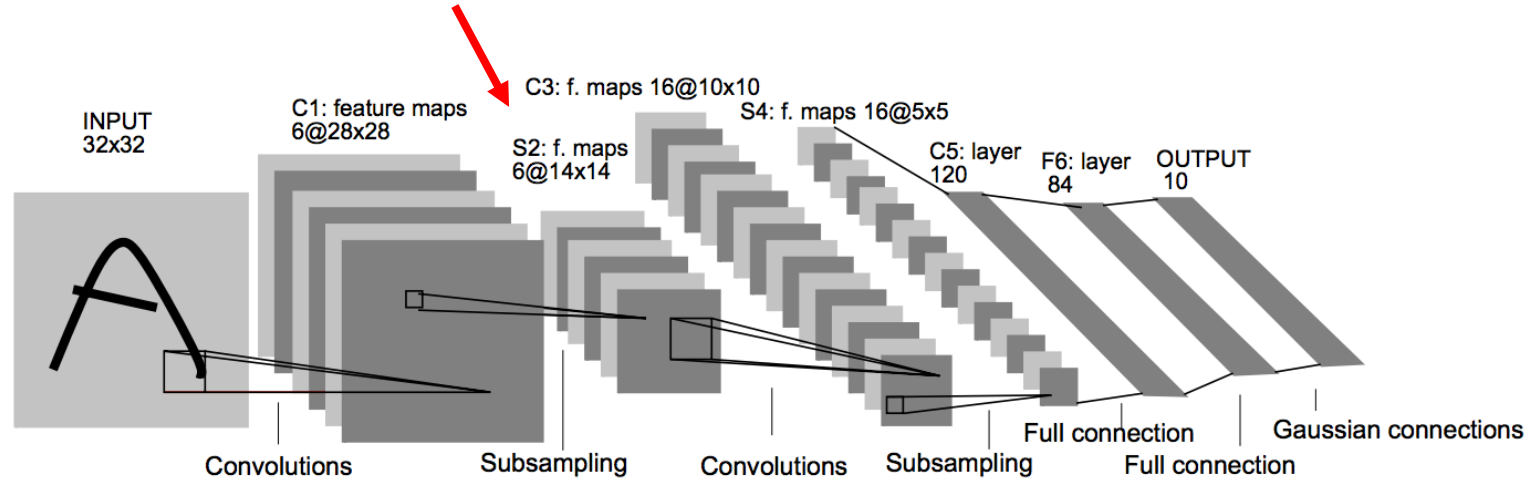 INPUT
32x32
C1: feature maps
6@28x28
S2: f. maps
6@14x14
C3: f. maps 16@10x10
S4: f. maps 16@5x5
C5: layer
120
F6: layer
84
OUTPUT
10
Convolutions
Subsampling
Convolutions
Subsampling
Full connection
Full connection
Gaussian connections